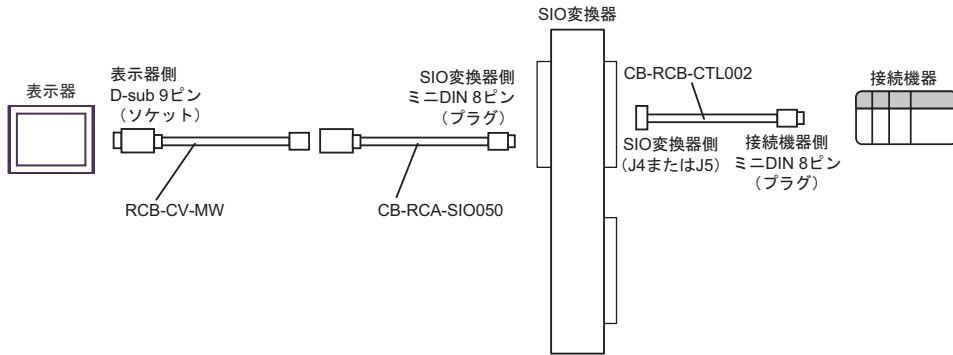 SIO変換器
表示器
表示器側
D-sub 9ピン
（ソケット）
SIO変換器側
ミニDIN 8ピン
（プラグ）
CB-RCB-CTL002
接続機器
SIO変換器側
（J4またはJ5）
接続機器側
ミニDIN 8ピン
（プラグ）
RCB-CV-MW
CB-RCA-SIO050